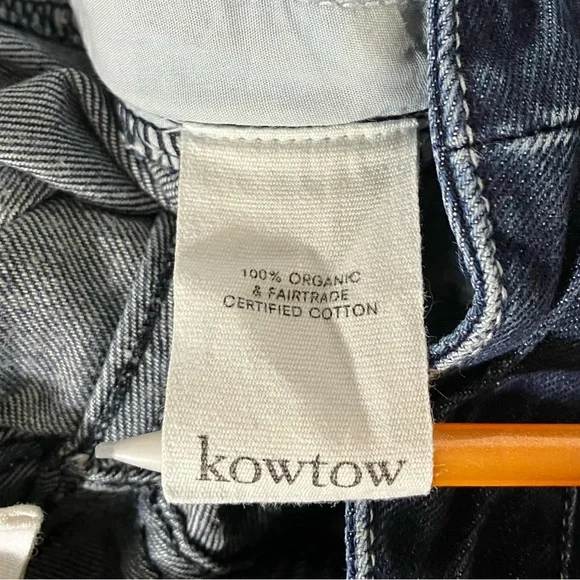 100% ORGANIC
& FAIRTRADE
CERTIFIED COTTON
kowtow